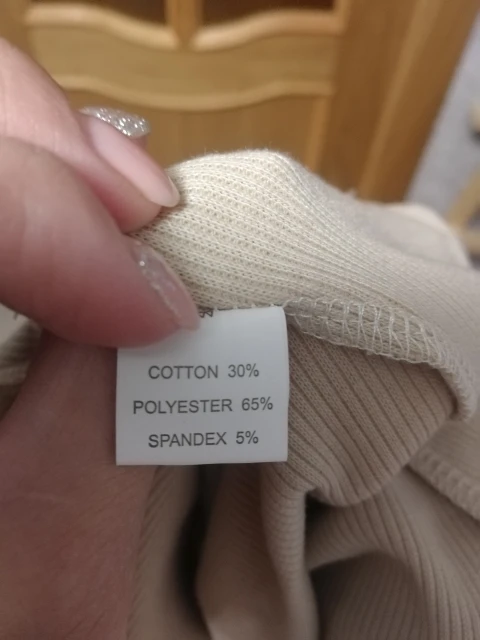 COTTON 30%
POLYESTER 65%
SPANDEX 5%